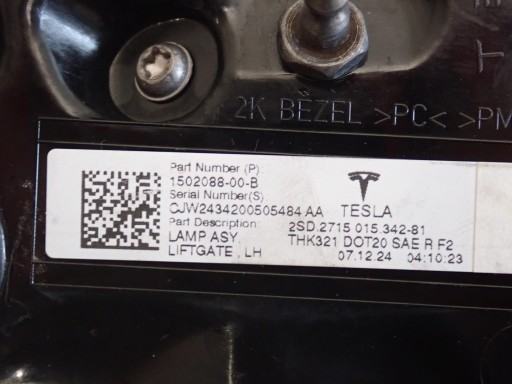 2K BEZEL >PC< >PM
Part Number (P):
1502088-00-B
Serial Number(S)
CJW2434200505484 AA TESLA
Part Description: 2SD.2715 015.342-81
LAMP ASY, THK321 DOT20 SAE R F2
LIFTGATE , LH 07.12.24 04:10:23